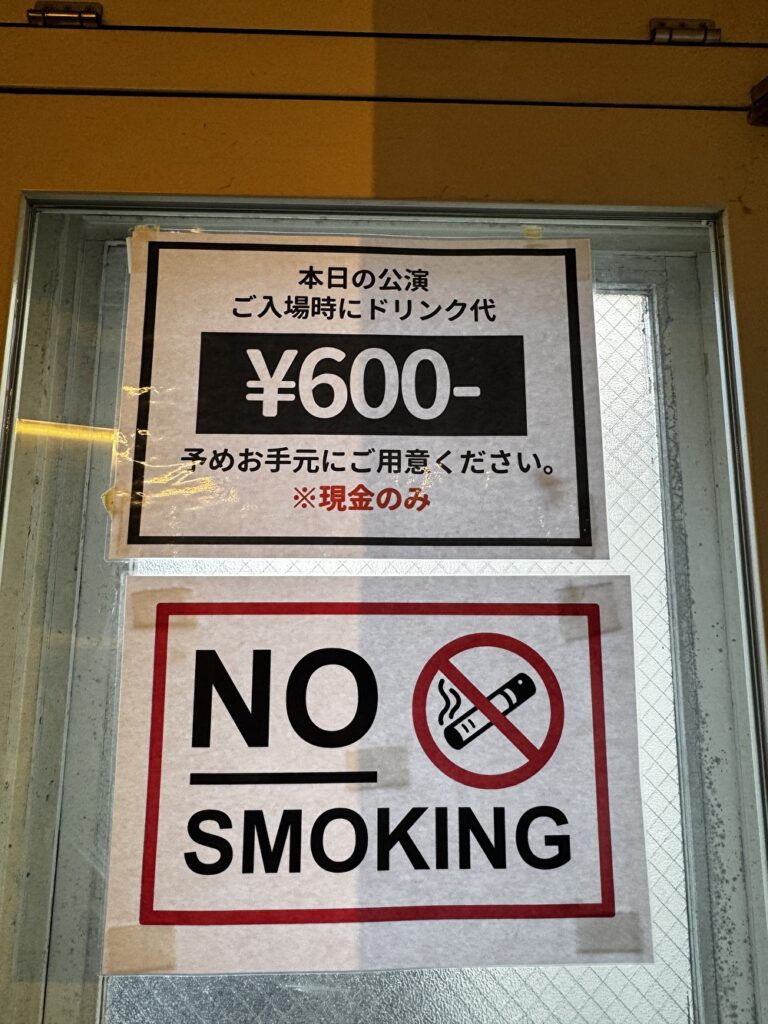 本日の公演
ご入場時にドリンク代
¥600-
予めお手元にご用意ください。
※現金のみ
NO
SMOKING